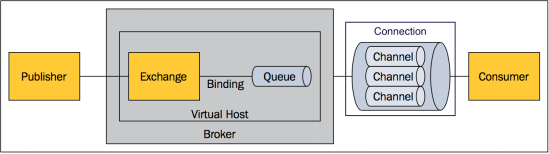 Publisher
Exchange
Binding
Queue
Virtual Host
Broker
Connection
Channel
Channel
Channel
Consumer